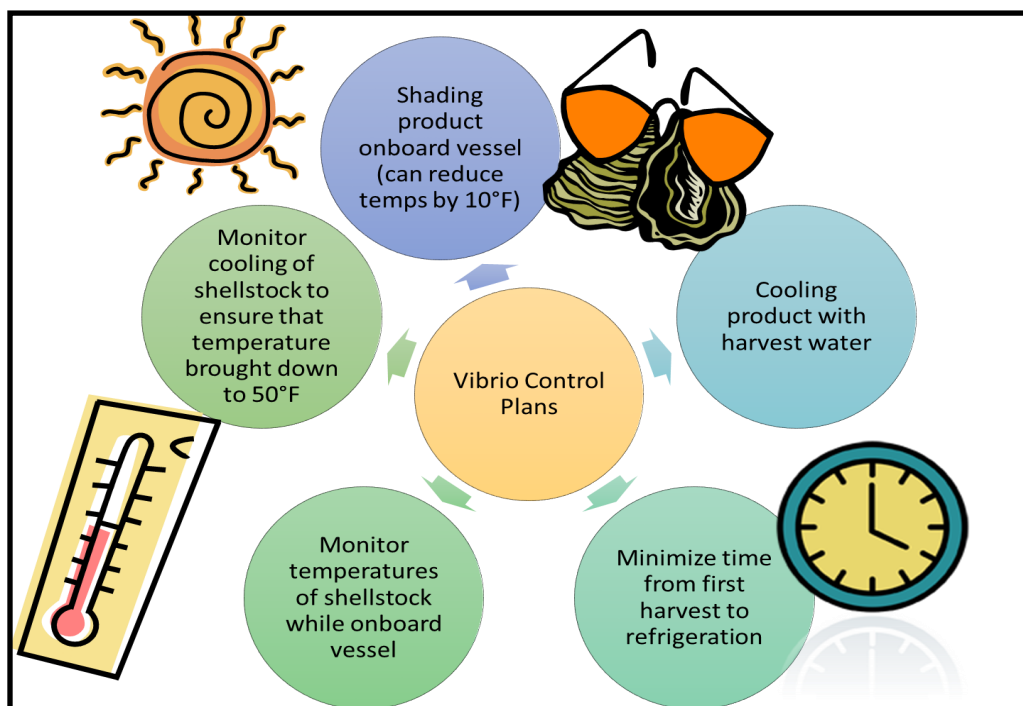 Shading
product
onboard vessel
(can reduce
temps by 10°F)
Cooling
product with
harvest water
Minimize time
from first
harvest to
refrigeration
Monitor
temperatures
of shellstock
while onboard
vessel
Monitor
cooling of
shellstock to
ensure that
temperature
brought down
to 50°F
Vibrio Control
Plans